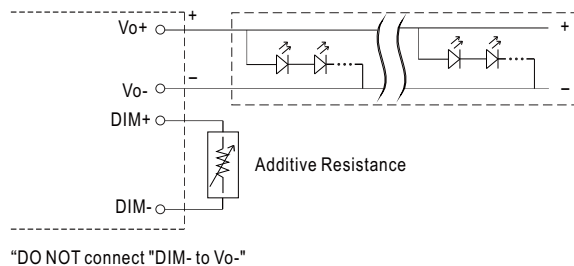 Vo+
+
+
Vo-
–
–
DIM+
Additive Resistance
DIM-
“DO NOT connect "DIM- to Vo-"